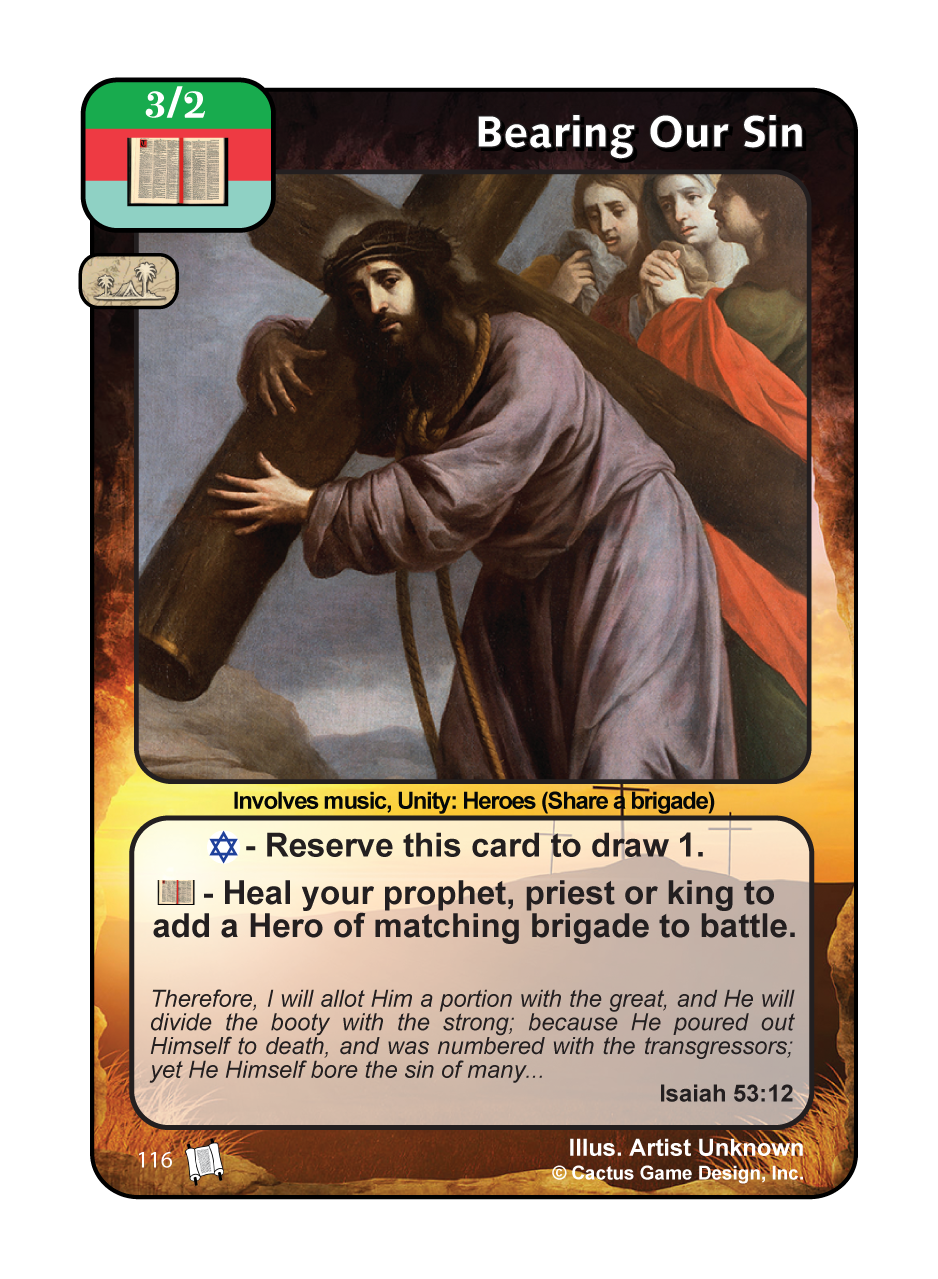 3/2
Bearing Our Sin
Involves music, Unity: Heroes (Share a brigade)
- Reserve this card to draw 1.
- Heal your prophet, priest or king to
add a Hero of matching brigade to battle.
Therefore, I will allot Him a portion with the great, and He will
divide the booty with the strong; because He poured out
Himself to death, and was numbered with the transgressors;
yet He Himself bore the sin of many...
Isaiah 53:12
116
Illus. Artist Unknown
© Cactus Game Design, Inc.